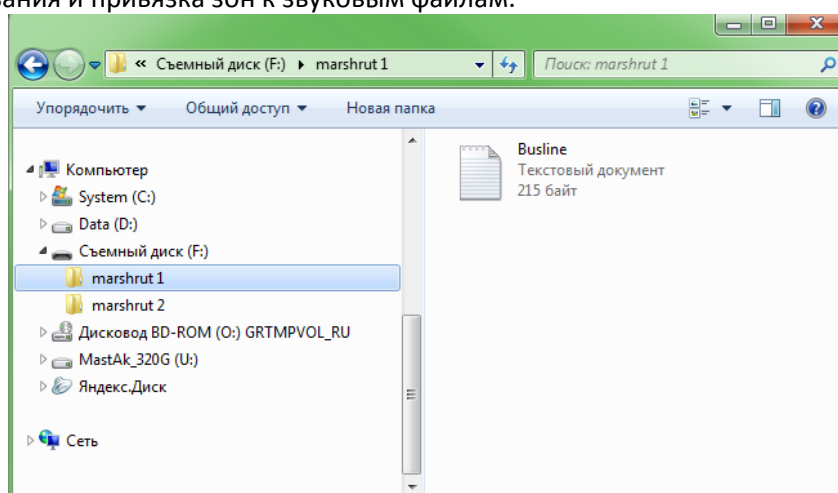 вания и привязка зон к звуковым файлам.
« Съемный диск (F:) marshrut 1
Поиск: marshrut 1
Упорядочить Общий доступ Новая папка
Компьютер
System (C:)
Data (D:)
Съемный диск (F:)
marshrut 1
marshrut 2
Дисковод BD-ROM (O:) GRTMPVOL_RU
MastAk_320G (U:)
Яндекс.Диск
Сеть
Busline
Текстовый документ
215 байт